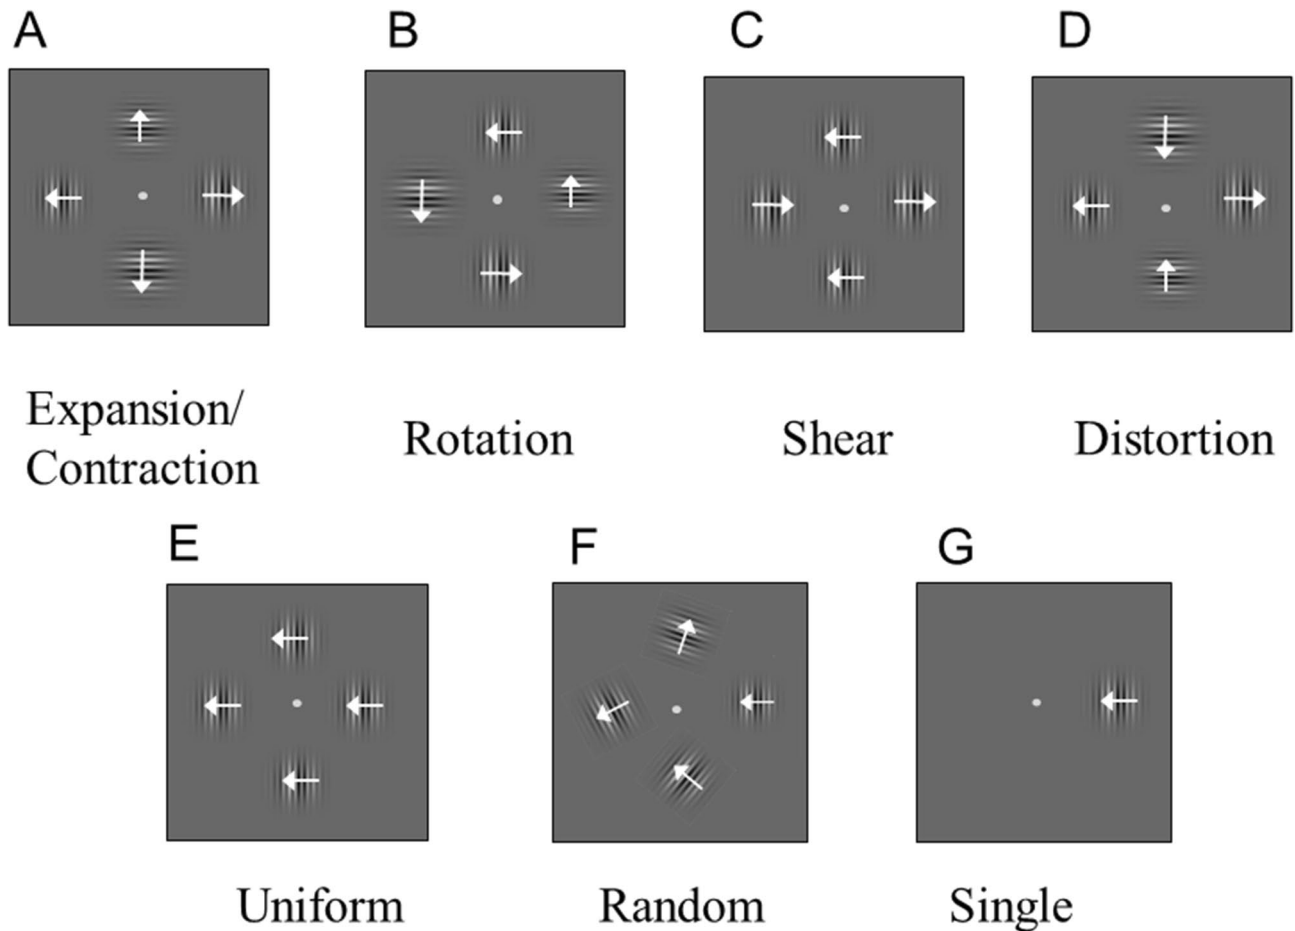 A
B
C
D
Expansion/
Contraction
Rotation
Shear
Distortion
E
F
G
Uniform
Random
Single